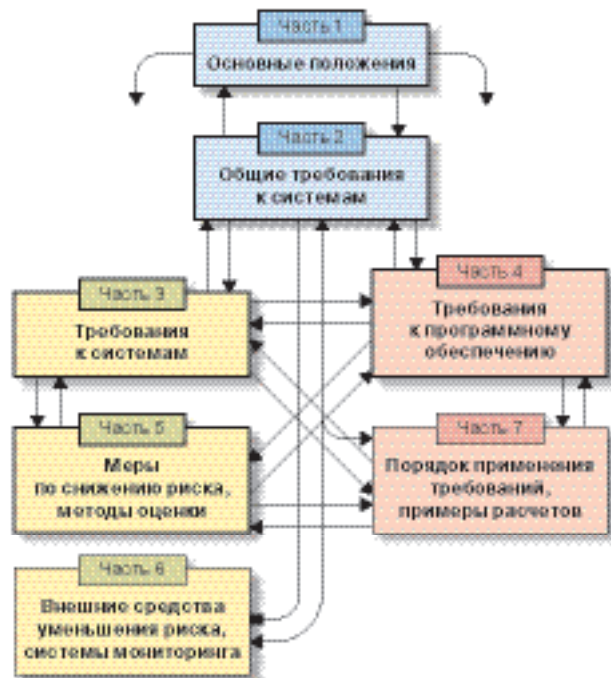 Часть 1
Основные положения
Часть 2
Общие требования
к системам
Часть 3
Требования
к системам
Часть 4
Требования
к программному
обеспечению
Часть 5
Меры
по снижению риска,
методы оценки
Часть 7
Порядок применения
требований,
примеры расчетов
Часть 6
Внешние средства
уменьшения риска,
системы мониторинга